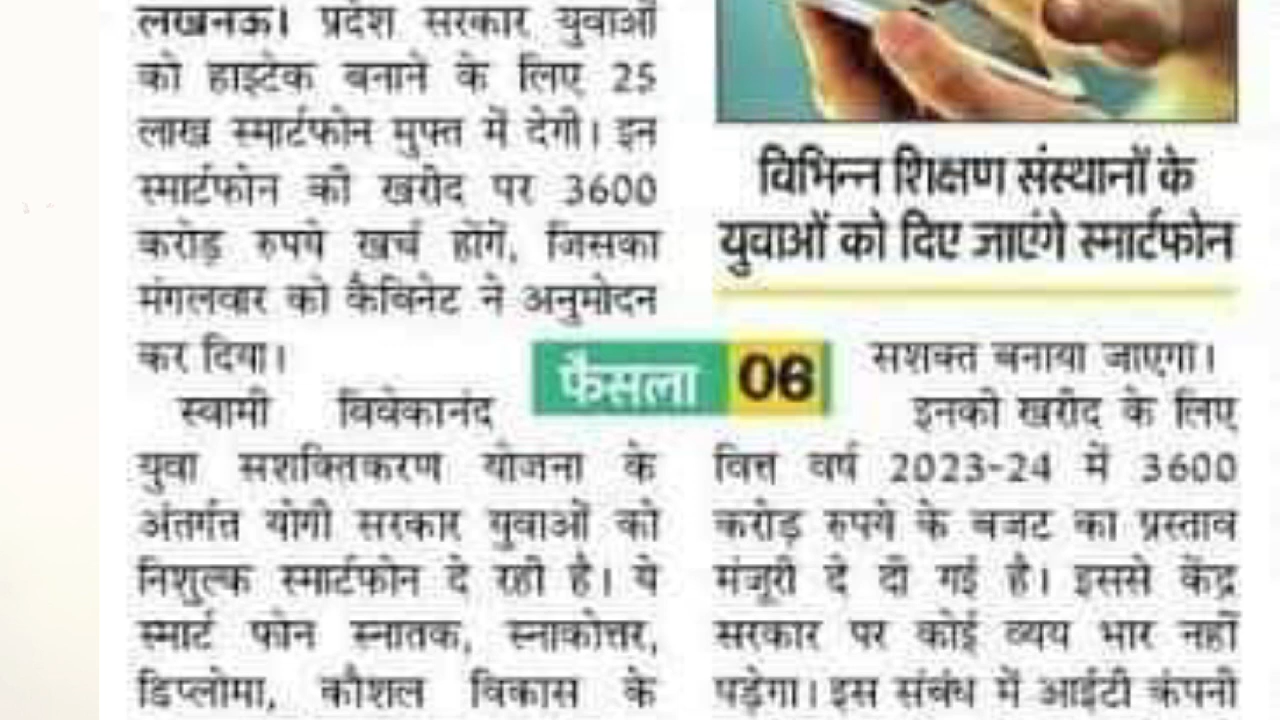 लखनऊ। प्रदेश सरकार युवाओं
को हाइटेक बनाने के लिए 25
लाख स्मार्टफोन मुफ्त में देगी। इन
स्मार्टफोन की खरीद पर 3600
करोड़ रुपये खर्च होंगें, जिसका
मंगलवार को कैबिनेट ने अनुमोदन
कर दिया।
स्वामी विवेकानंद
युवा सशक्तिकरण योजना के
अंतर्गत योगी सरकार युवाओं को
निशुल्क स्मार्टफोन दे रही है। ये
स्मार्ट फोन स्नातक, स्नाकोत्तर,
डिप्लोमा, कौशल विकास के
विभिन्न शिक्षण संस्थानों के
युवाओं को दिए जाएंगे स्मार्टफोन
फैसला 06
सशक्त बनाया जाएगा।
इनकी खरीद के लिए
वित्त वर्ष 2023-24 में 3600
करोड़ रुपये के बजट का प्रस्ताव
मंजूरी दे दी गई है। इससे केंद्र
सरकार पर कोई व्यय भार नहीं
पड़ेगा। इस संबंध में आईटी कंपनी